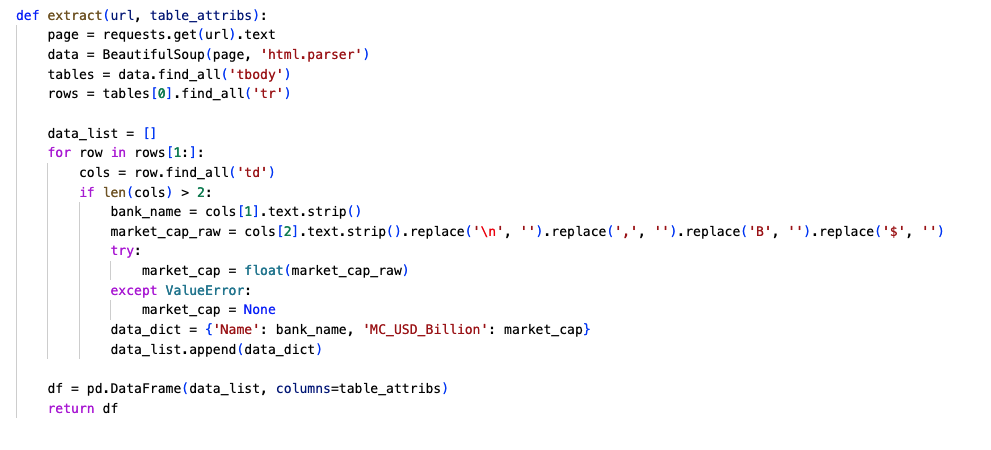 def extract(url, table_attribs):
    page = requests.get(url).text
    data = BeautifulSoup(page, 'html.parser')
    tables = data.find_all('tbody')
    rows = tables[0].find_all('tr')

    data_list = []
    for row in rows[1:]:
        cols = row.find_all('td')
        if len(cols) > 2:
            bank_name = cols[1].text.strip()
            market_cap_raw = cols[2].text.strip().replace('\n', '').replace(',', '').replace('B', '').replace('$', '')
            try:
                market_cap = float(market_cap_raw)
            except ValueError:
                market_cap = None
            data_dict = {'Name': bank_name, 'MC_USD_Billion': market_cap}
            data_list.append(data_dict)

    df = pd.DataFrame(data_list, columns=table_attribs)
    return df